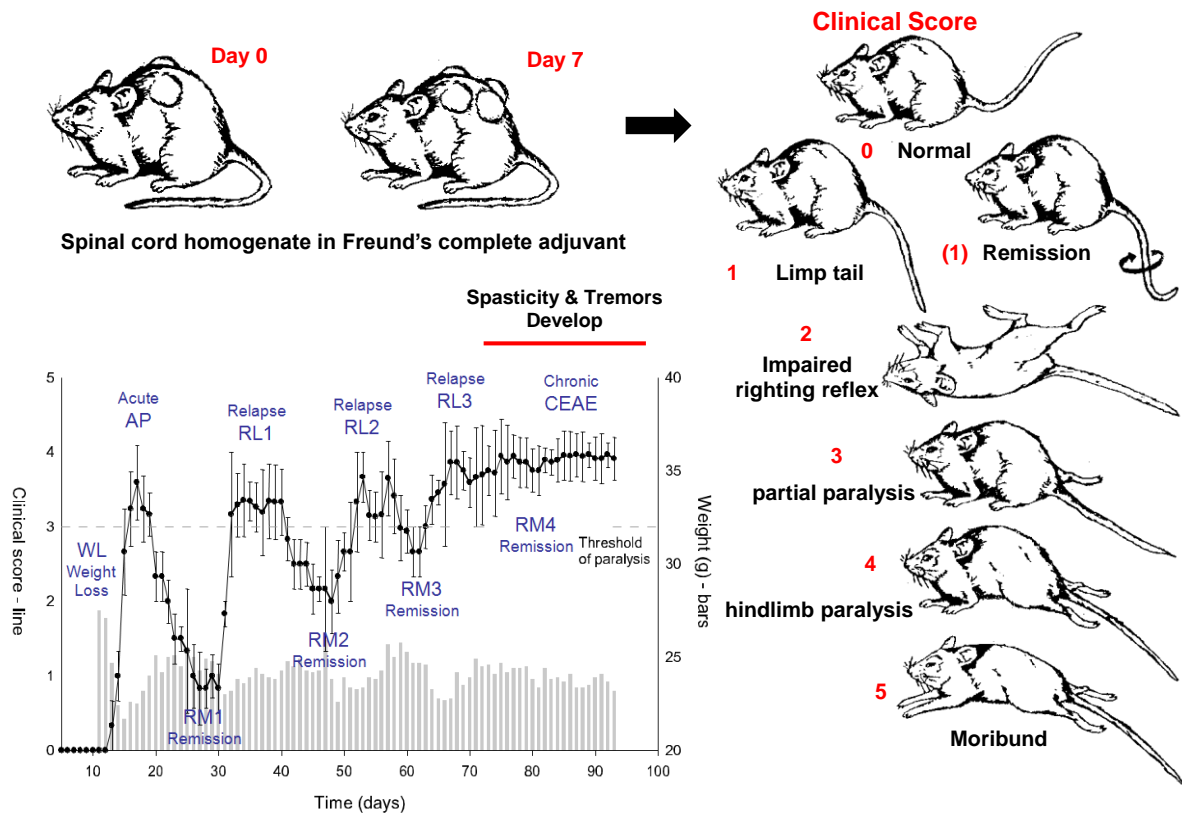 Day 0
Day 7
Spinal cord homogenate in Freund's complete adjuvant
Clinical Score
0 Normal
1 Limp tail
(1) Remission
2
Impaired
righting reflex
3
partial paralysis
4
hindlimb paralysis
5
Moribund
Spasticity & Tremors
Develop
Clinical score - line
5
4
3
2
1
0
Acute
AP
Relapse
RL1
Relapse
RL2
Relapse
RL3
Chronic
CEAE
WL
Weight
Loss
RM1
Remission
RM2
Remission
RM3
Remission
RM4
Remission
Threshold
of paralysis
40
35
30
25
20
Weight (g) - bars
10 20 30 40 50 60 70 80 90 100
Time (days)